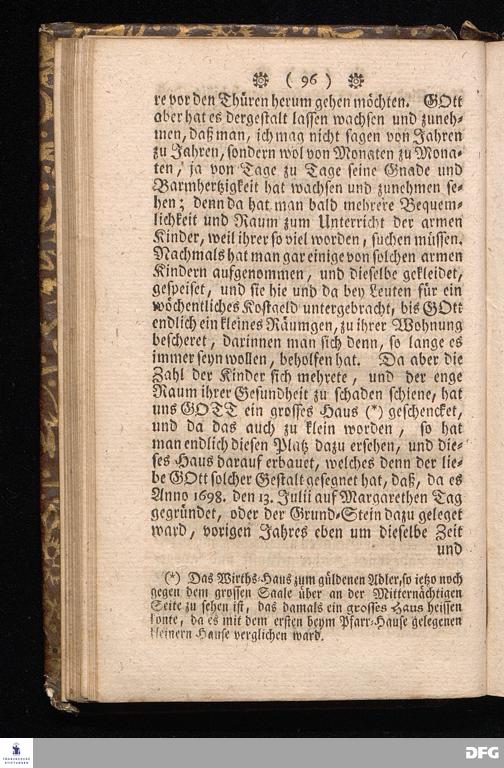 ( 96 )
re vor den Thüren herum gehen möchten. GOtt
aber hat es dergestalt lassen wachsen und zuneh-
men, daß man, ich mag nicht sagen von Jahren
zu Jahren, sondern wol von Monaten zu Mona-
ten, ja von Tage zu Tage seine Gnade und
Barmhertzigkeit hat wachsen und zunehmen se-
hen; denn da hat man bald mehrere Bequem-
lichkeit und Raum zum Unterricht der armen
Kinder, weil ihrer so viel worden, suchen müssen.
Nachmals hat man gar einige von solchen armen
Kindern aufgenommen, und dieselbe gekleidet,
gespeiset, und sie hie und da bey Leuten für ein
wöchentliches Kostgeld untergebracht, bis GOtt
endlich ein kleines Räumgen, zu ihrer Wohnung
bescheret, darinnen man sich denn, so lange es
immer seyn wollen, beholfen hat. Da aber die
Zahl der Kinder sich mehrete, und der enge
Raum ihrer Gesundheit zu schaden schiene, hat
uns GOTT ein grosses Haus (*) geschencket,
und da das auch zu klein worden, so hat
man endlich diesen Platz dazu ersehen, und die-
ses Haus darauf erbauet, welches denn der lie-
be GOtt solcher Gestalt gesegnet hat, daß, da es
Anno 1698. den 13. Julii auf Margarethen Tag
gegründet, oder der Grund-Stein dazu geleget
ward, vorigen Jahres eben um dieselbe Zeit
und
(*) Das Wirths-Haus zum güldenen Adler, so ietzo noch
gegen dem grossen Saale über an der Mitternächtigen
Seite zu sehen ist, das damals ein grosses Haus heissen
konte, da es mit dem ersten beym Pfarr-Hause gelegenen
kleinern Hause verglichen ward.
FRANCKESCHE
STIFTUNGEN
DFG